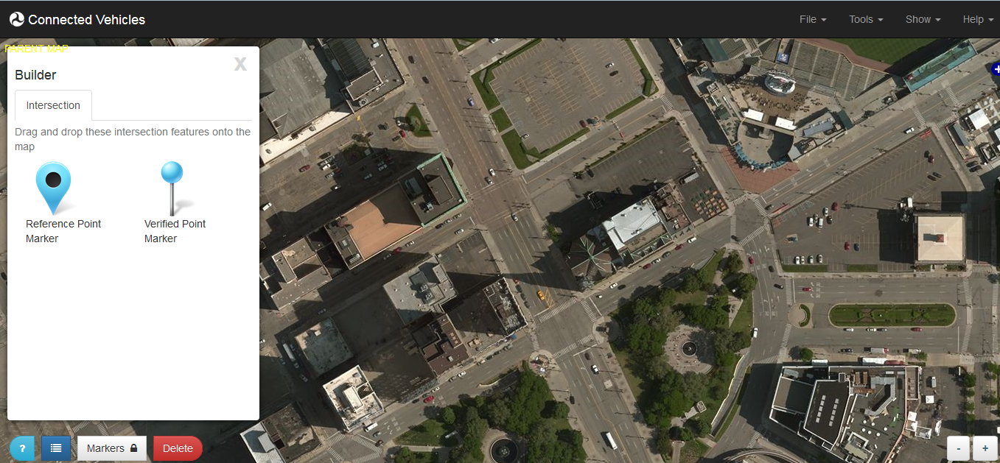 Connected Vehicles
File
Tools
Show
Help
PARENT MAP
X
Builder
Intersection
Drag and drop these intersection features onto the
map
Reference Point
Marker
Verified Point
Marker
?
Markers
Delete
-
+